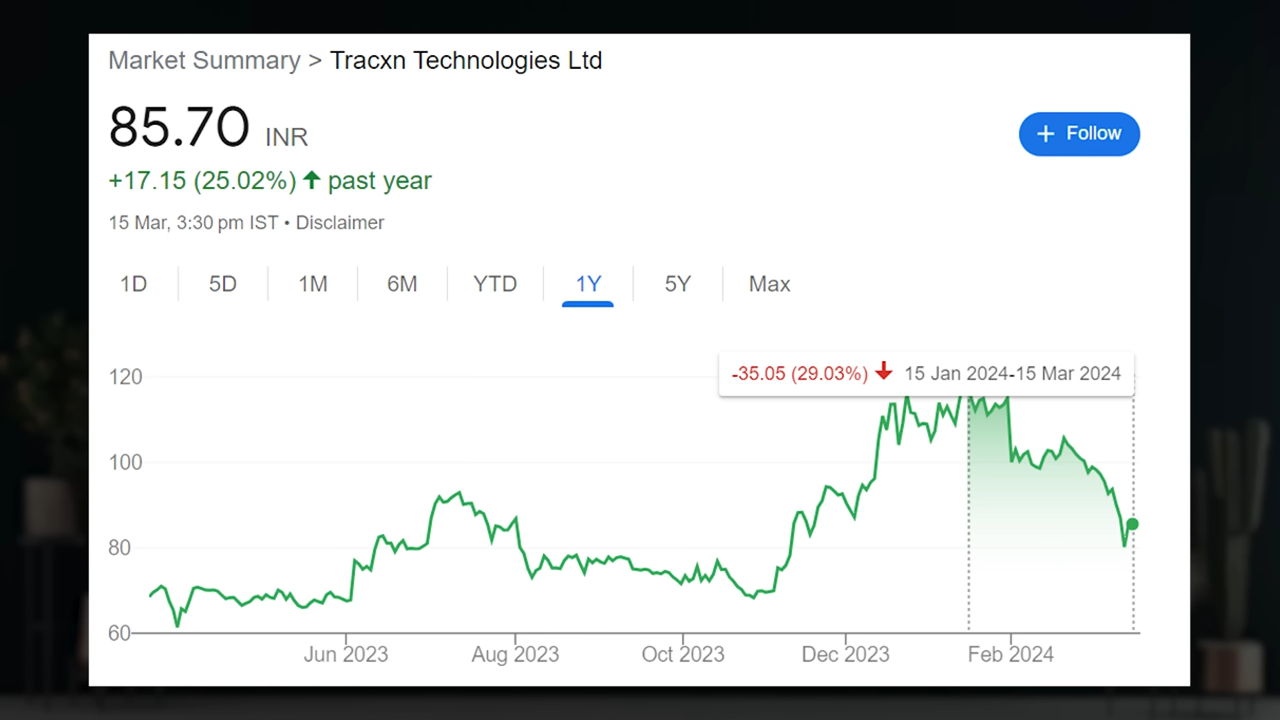 Market Summary > Tracxn Technologies Ltd
85.70 INR
+ Follow
+17.15 (25.02%) ↑ past year
15 Mar, 3:30 pm IST • Disclaimer
1D 5D 1M 6M YTD 1Y 5Y Max
-35.05 (29.03%) ↓ 15 Jan 2024-15 Mar 2024
120
100
80
60
Jun 2023 Aug 2023 Oct 2023 Dec 2023 Feb 2024